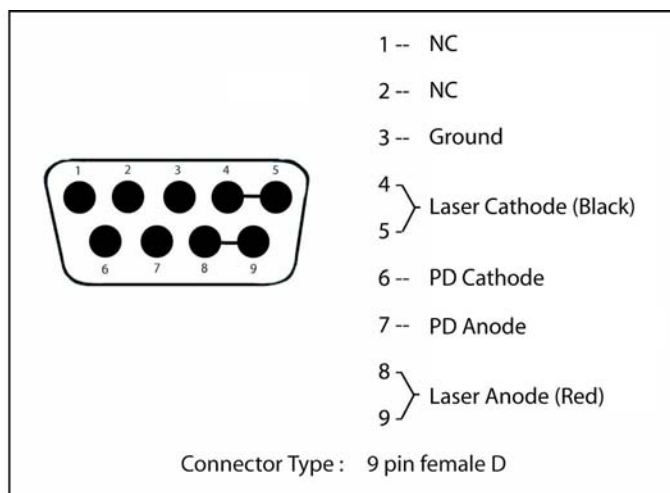 1 -- NC
2 -- NC
3 -- Ground
4
5
Laser Cathode (Black)
6 -- PD Cathode
7 -- PD Anode
8
9
Laser Anode (Red)
1 2 3 4 5
6 7 8 9
Connector Type : 9 pin female D